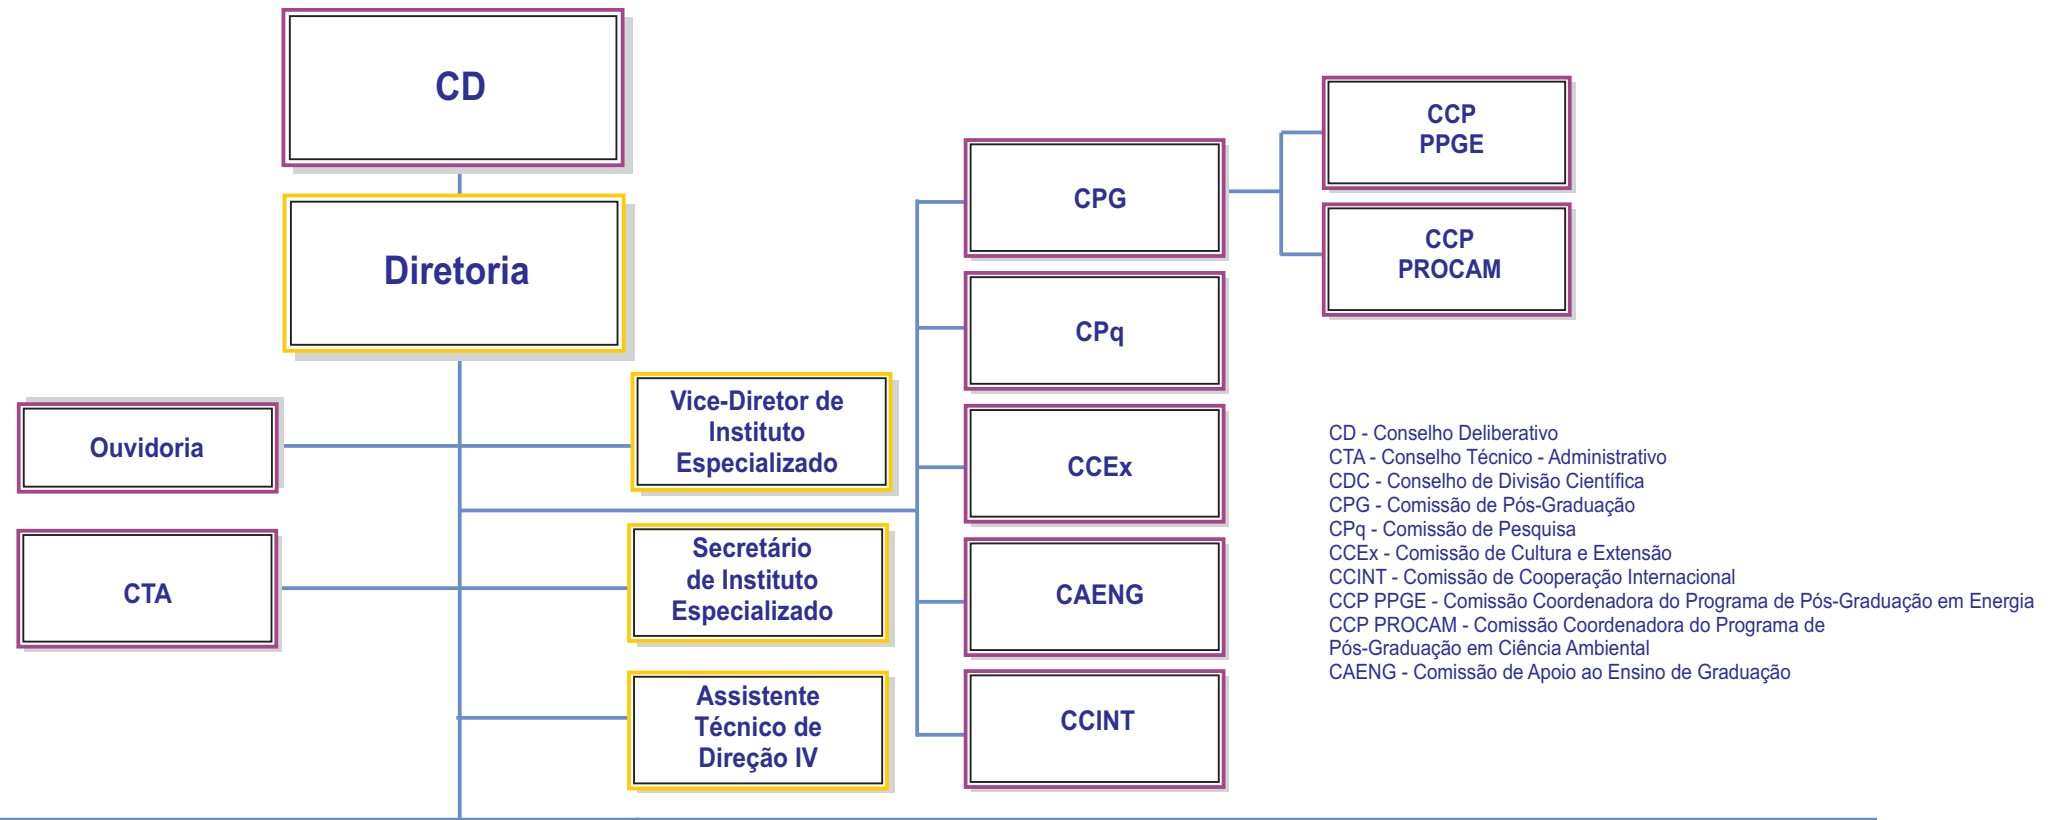 CD
Diretoria
Ouvidoria
CTA
Vice-Diretor de
Instituto
Especializado
Secretário
de Instituto
Especializado
Assistente
Técnico de
Direção IV
CPG
CPq
CCEx
CAENG
CCINT
CCP
PPGE
CCP
PROCAM
CD - Conselho Deliberativo
CTA - Conselho Técnico - Administrativo
CDC - Conselho de Divisão Científica
CPG - Comissão de Pós-Graduação
CPq - Comissão de Pesquisa
CCEx - Comissão de Cultura e Extensão
CCINT - Comissão de Cooperação Internacional
CCP PPGE - Comissão Coordenadora do Programa de Pós-Graduação em Energia
CCP PROCAM - Comissão Coordenadora do Programa de
Pós-Graduação em Ciência Ambiental
CAENG - Comissão de Apoio ao Ensino de Graduação